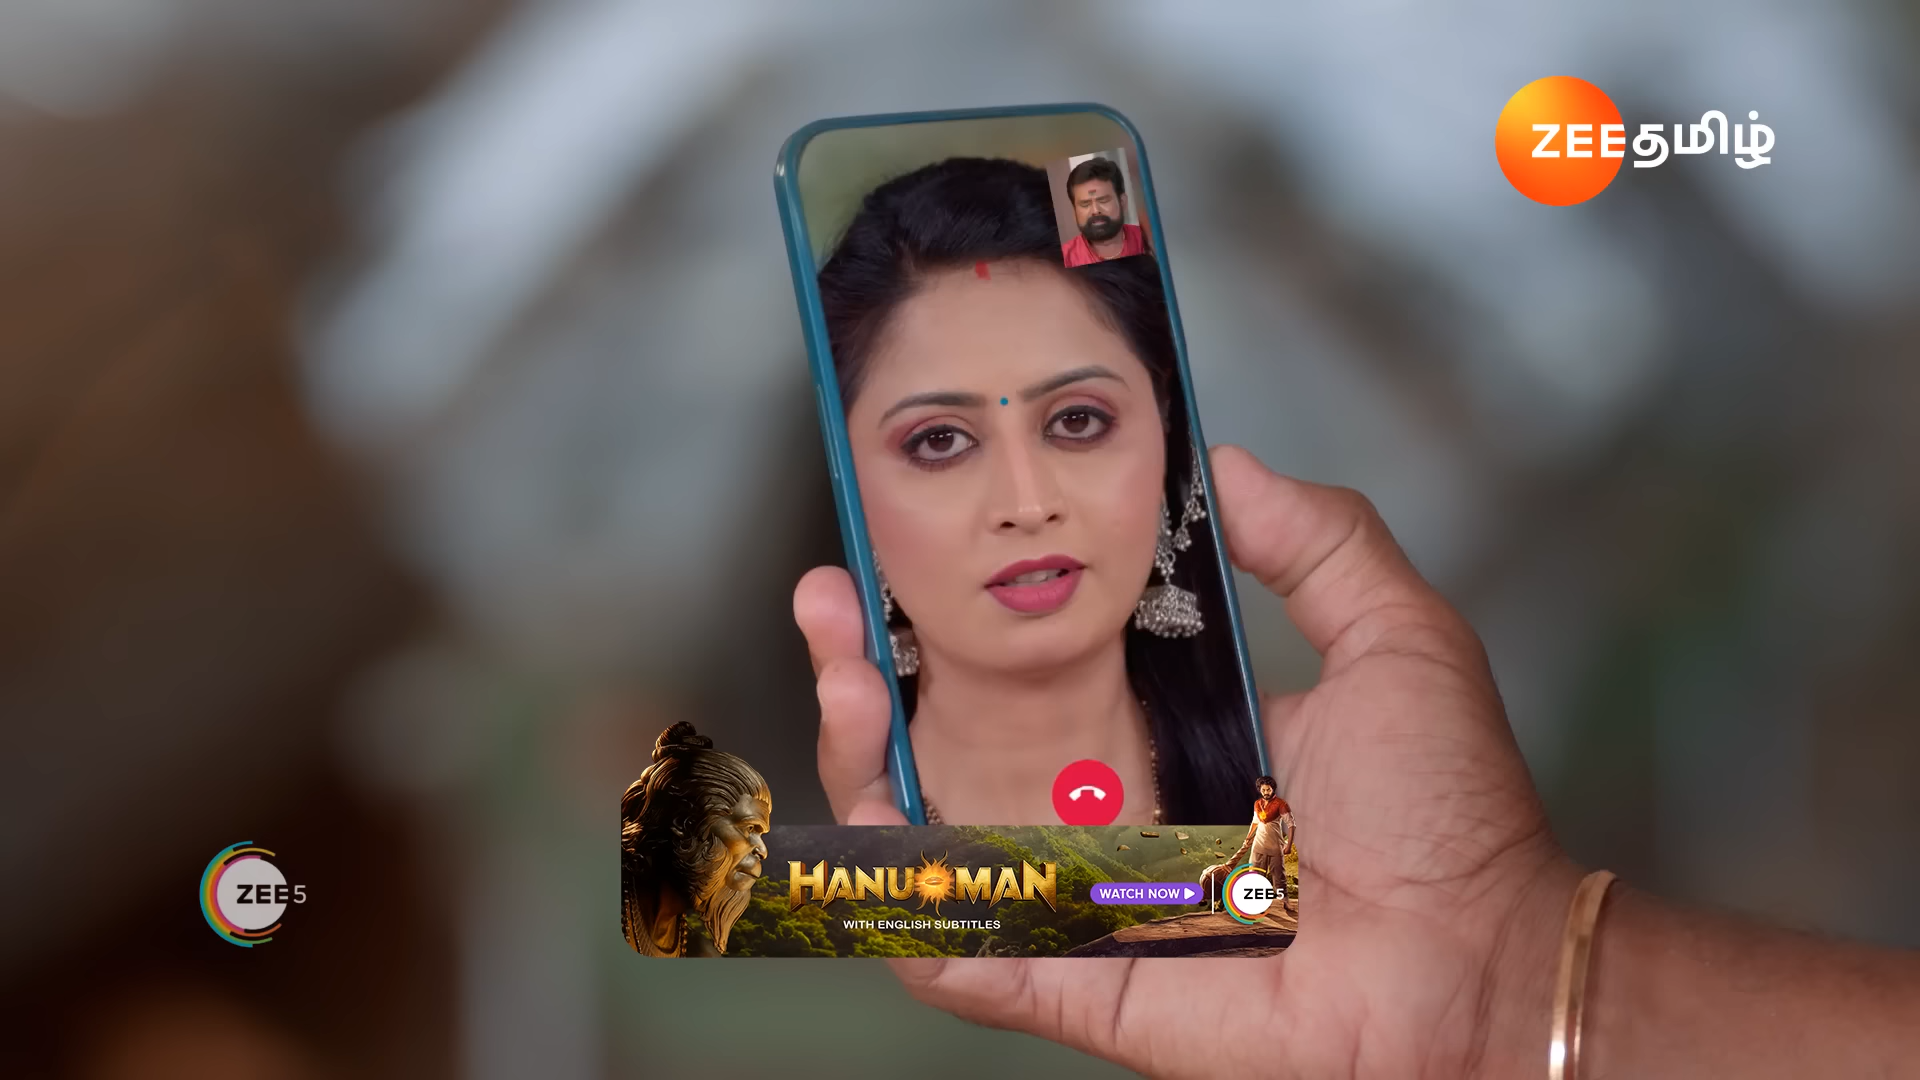 ZEEதமிழ்
ZEE5
HANUMAN
WITH ENGLISH SUBTITLES
WATCH NOW
ZEE5